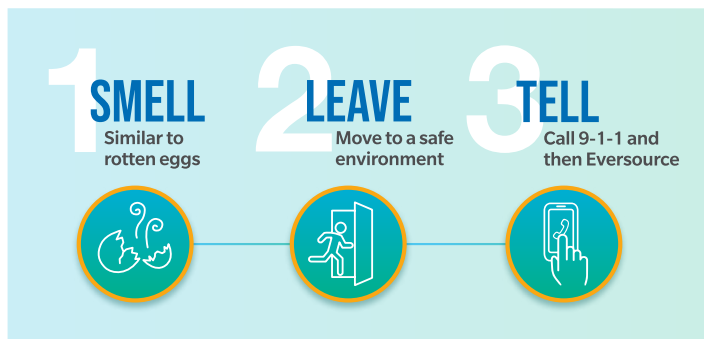 1 SMELL
Similar to
rotten eggs
2 LEAVE
Move to a safe
environment
3 TELL
Call 9-1-1 and
then Eversource